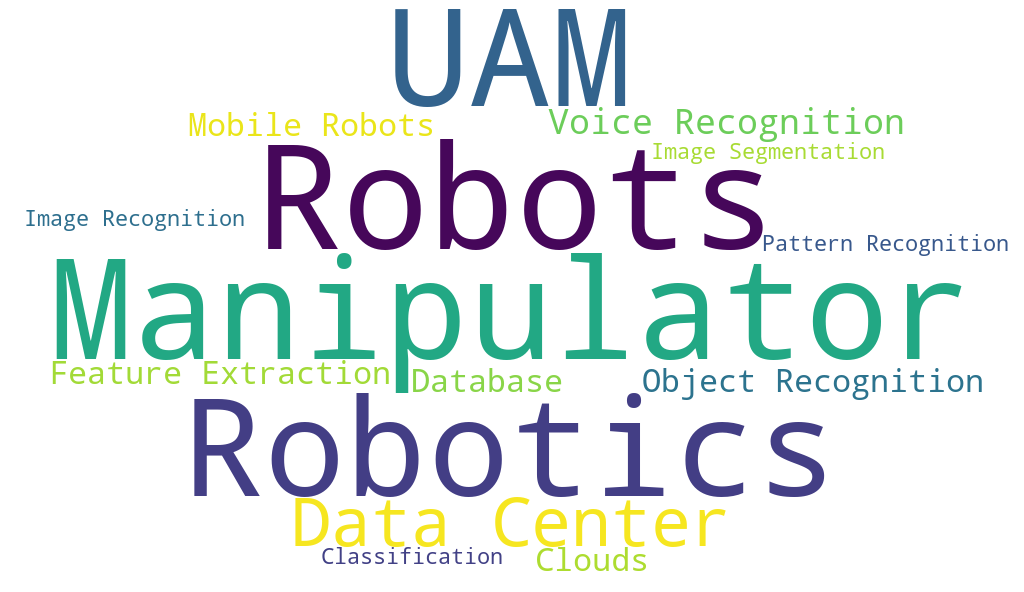 UAM
Mobile Robots
Voice Recognition
Image Segmentation
Robots
Image Recognition
Pattern Recognition
Manipulator
Feature Extraction
Database
Object Recognition
Robotics
Data Center
Classification
Clouds